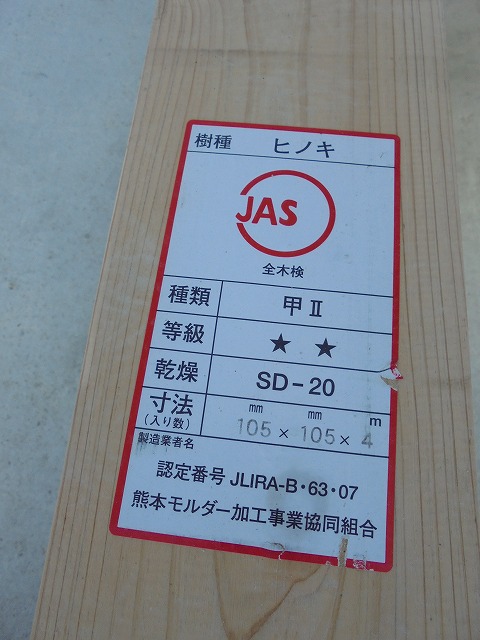 樹種 ヒノキ
JAS
全木検
種類 甲Ⅱ
等級 ★ ★
乾燥 SD-20
寸法 mm mm m
(入り数) 105 × 105 × 4
製造業者名
認定番号 JLIRA-B・63・07
熊本モルダー加工事業協同組合